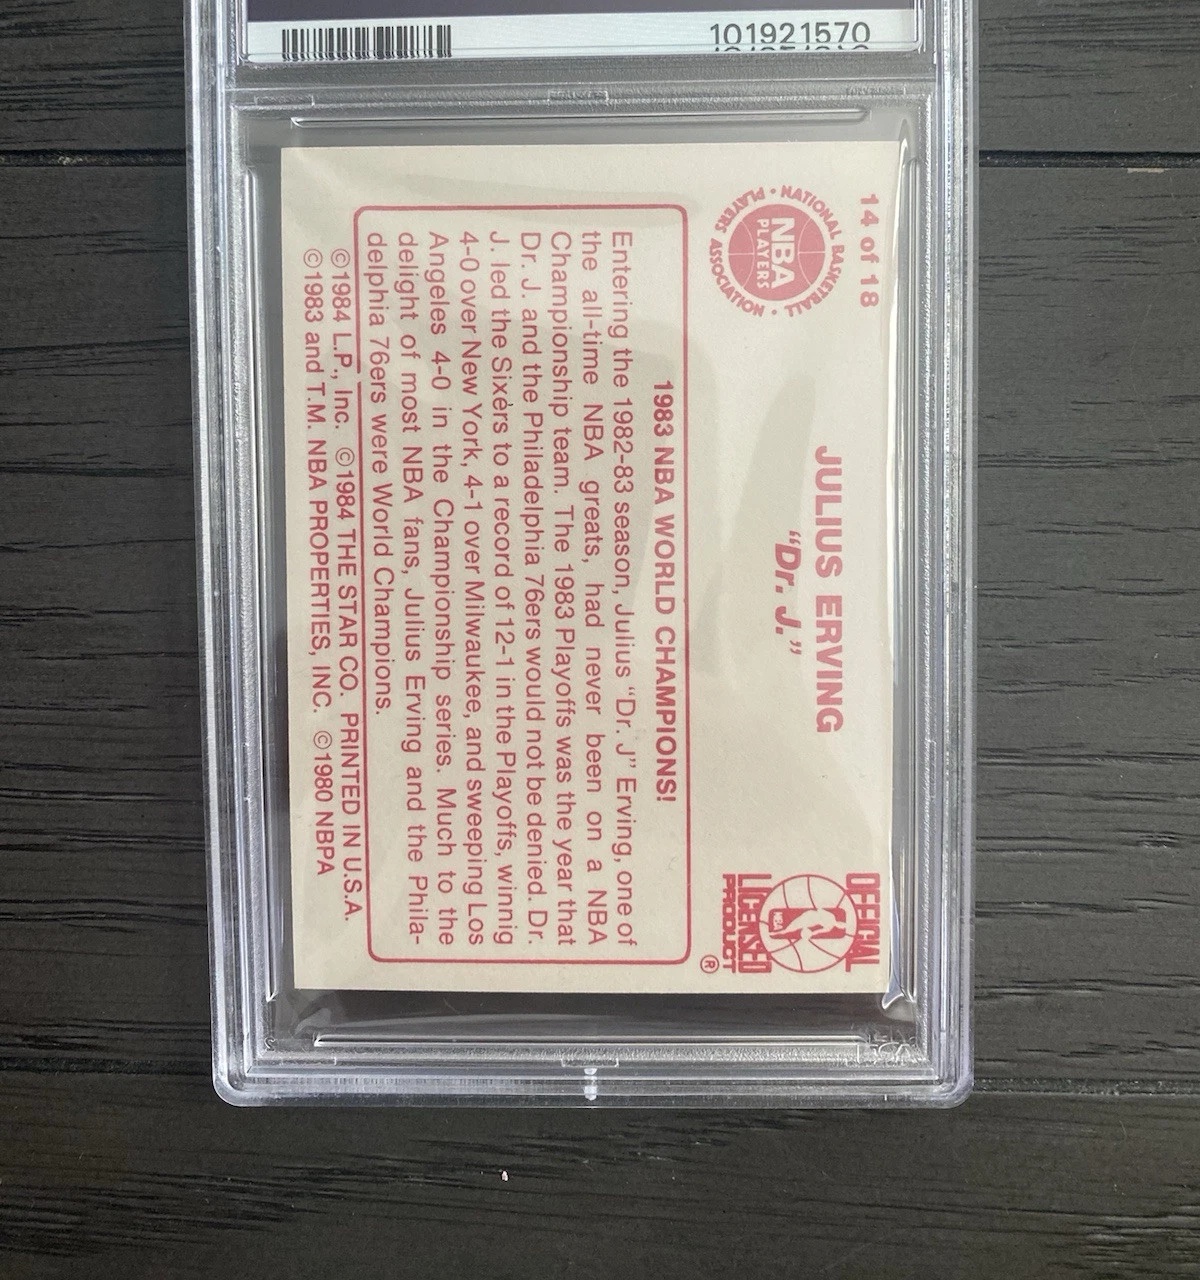 101921570
14 of 18
NATIONAL BASKETBALL PLAYERS ASSOCIATION
NBA
PLAYERS
JULIUS ERVING
"Dr. J."
OFFICIAL
NBA
LICENSED
PRODUCT
®
1983 NBA WORLD CHAMPIONS!
Entering the 1982-83 season, Julius "Dr. J" Erving, one of
the all-time NBA greats, had never been on a NBA
Championship team. The 1983 Playoffs was the year that
Dr. J. and the Philadelphia 76ers would not be denied. Dr.
J. led the Sixers to a record of 12-1 in the Playoffs, winnig
4-0 over New York, 4-1 over Milwaukee, and sweeping Los
Angeles 4-0 in the Championship series. Much to the
delight of most NBA fans, Julius Erving and the Phila-
delphia 76ers were World Champions.
©1984 L.P., Inc. ©1984 THE STAR CO. PRINTED IN U.S.A.
©1983 and T.M. NBA PROPERTIES, INC. ©1980 NBPA